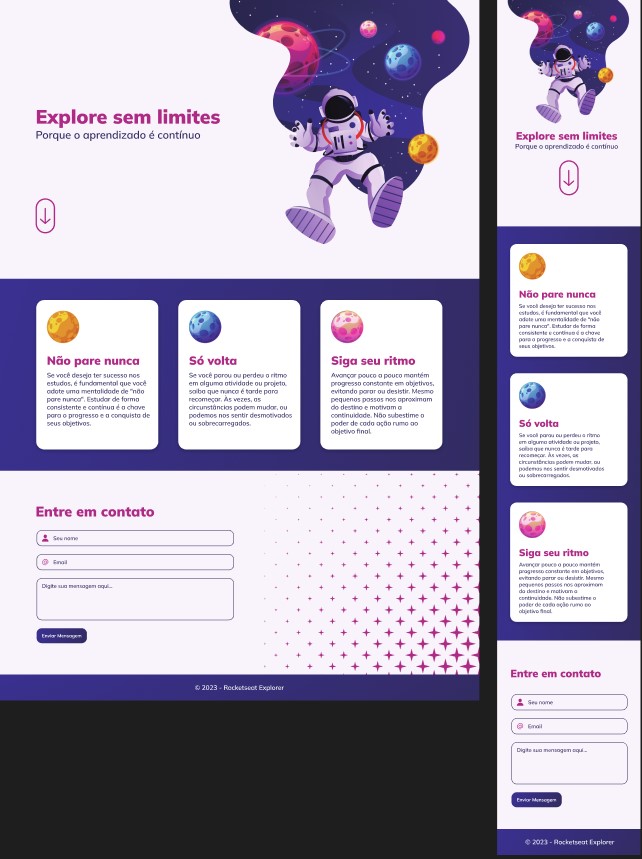 Explore sem limites
Porque o aprendizado é contínuo
Não pare nunca
Se você deseja ter sucesso nos
estudos, é fundamental que você
adote uma mentalidade de "não
pare nunca". Estudar de forma
consistente e contínua é a chave
para o progresso e a conquista de
seus objetivos.
Só volta
Se você parou ou perdeu o ritmo
em alguma atividade ou projeto,
saiba que nunca é tarde para
recomeçar. Às vezes, as
circunstâncias podem mudar, ou
podemos nos sentir desmotivados
ou sobrecarregados.
Siga seu ritmo
Avançar pouco a pouco mantém
progresso constante em objetivos,
evitando parar ou desistir. Mesmo
pequenos passos nos aproximam
do destino e motivam a
continuidade. Não subestime o
poder de cada ação rumo ao
objetivo final.
Entre em contato
Seu nome
@ Email
Digite sua mensagem aqui...
Enviar Mensagem
© 2023 - Rocketseat Explorer
Explore sem limites
Porque o aprendizado é contínuo
Não pare nunca
Se você deseja ter sucesso nos
estudos, é fundamental que você
adote uma mentalidade de "não
pare nunca". Estudar de forma
consistente e contínua é a chave
para o progresso e a conquista de
seus objetivos.
Só volta
Se você parou ou perdeu o ritmo
em alguma atividade ou projeto,
saiba que nunca é tarde para
recomeçar. Às vezes, as
circunstâncias podem mudar, ou
podemos nos sentir desmotivados
ou sobrecarregados.
Siga seu ritmo
Avançar pouco a pouco mantém
progresso constante em objetivos,
evitando parar ou desistir. Mesmo
pequenos passos nos aproximam
do destino e motivam a
continuidade. Não subestime o
poder de cada ação rumo ao
objetivo final.
Entre em contato
Seu nome
@ Email
Digite sua mensagem aqui...
Enviar Mensagem
© 2023 - Rocketseat Explorer